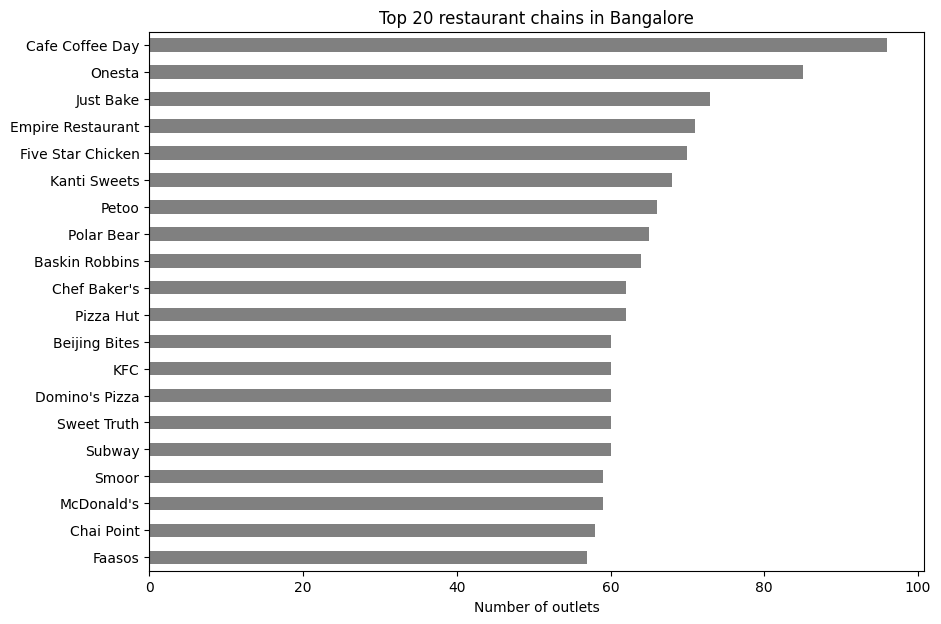 Top 20 restaurant chains in Bangalore
Cafe Coffee Day
Onesta
Just Bake
Empire Restaurant
Five Star Chicken
Kanti Sweets
Petoo
Polar Bear
Baskin Robbins
Chef Baker's
Pizza Hut
Beijing Bites
KFC
Domino's Pizza
Sweet Truth
Subway
Smoor
McDonald's
Chai Point
Faasos
0 20 40 60 80 100
Number of outlets